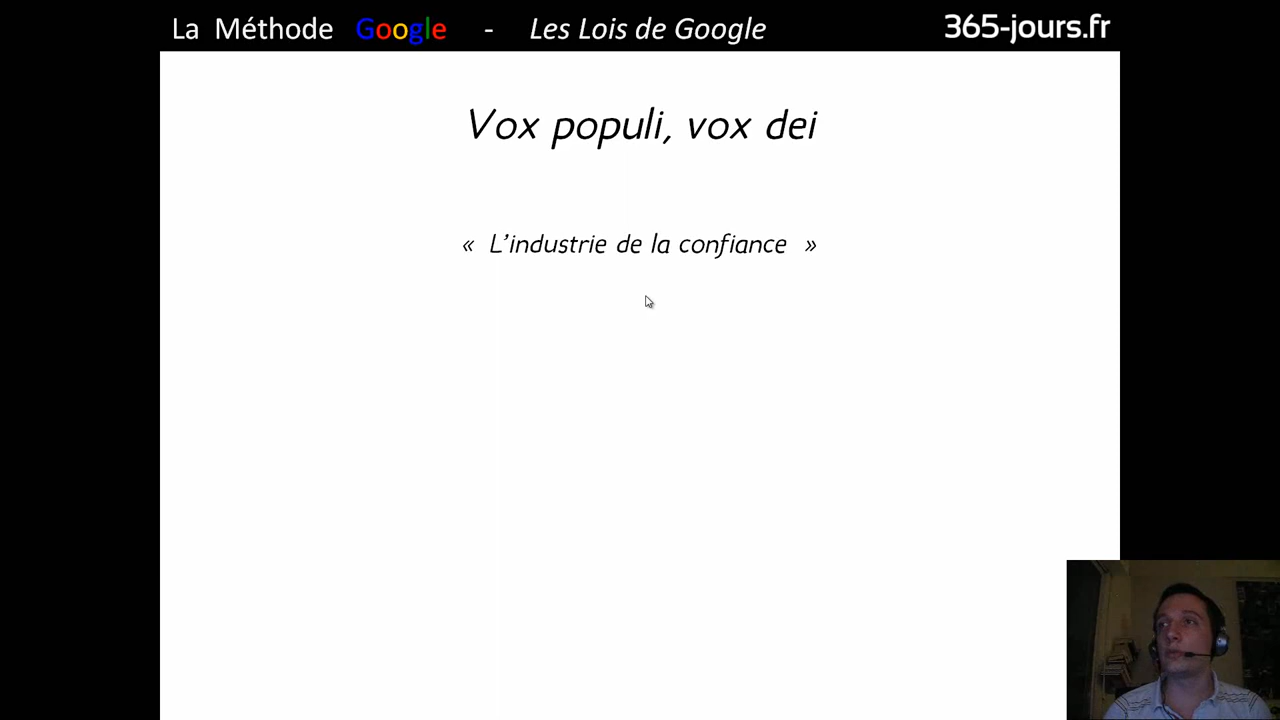 La Méthode Google - Les Lois de Google 365-jours.fr
Vox populi, vox dei
« L'industrie de la confiance »